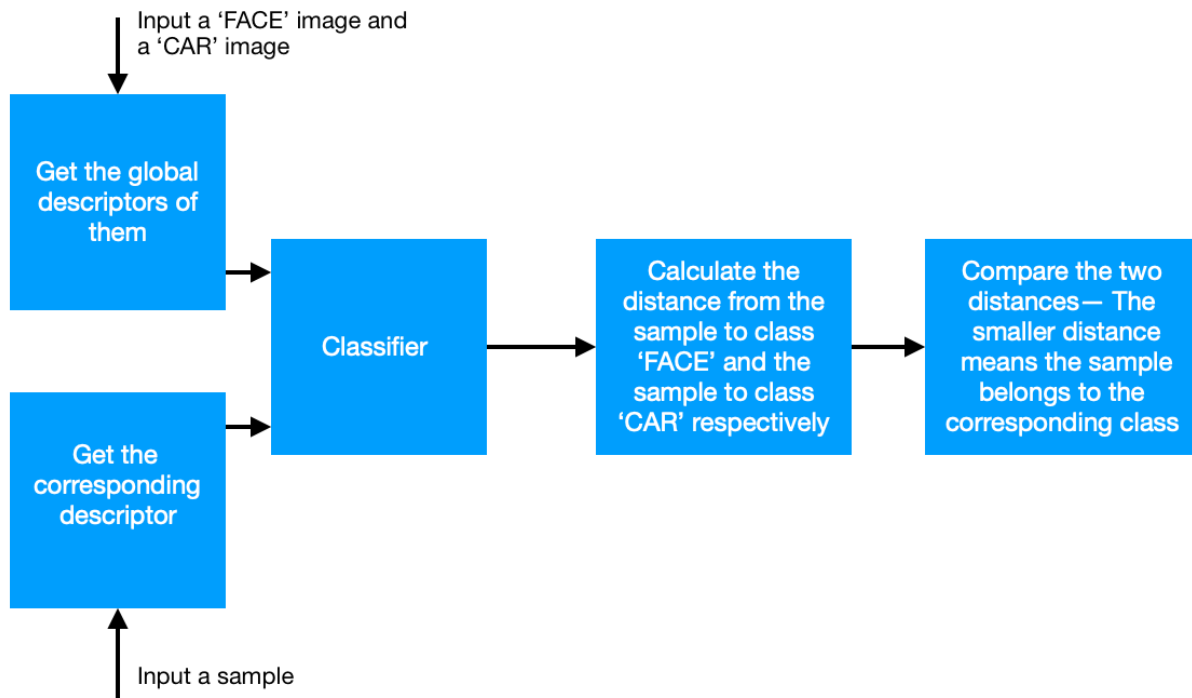 Input a ‘FACE’ image and
a ‘CAR’ image
Get the global
descriptors of
them
Classifier
Calculate the
distance from the
sample to class
‘FACE’ and the
sample to class
‘CAR’ respectively
Compare the two
distances— The
smaller distance
means the sample
belongs to the
corresponding class
Get the
corresponding
descriptor
Input a sample